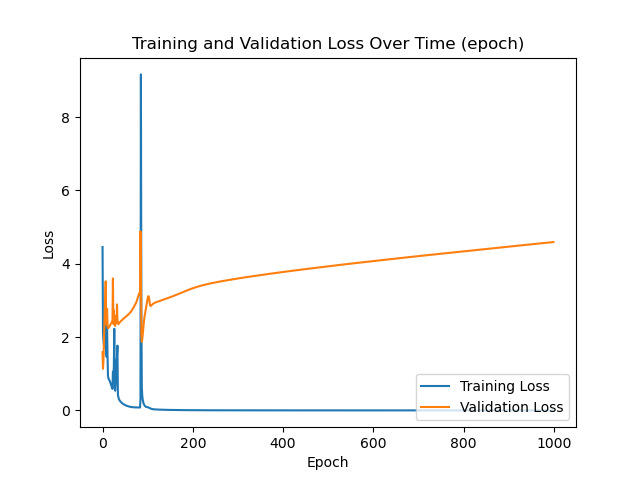 Training and Validation Loss Over Time (epoch)
Loss
8
6
4
2
0
Training Loss
Validation Loss
0 200 400 600 800 1000
Epoch